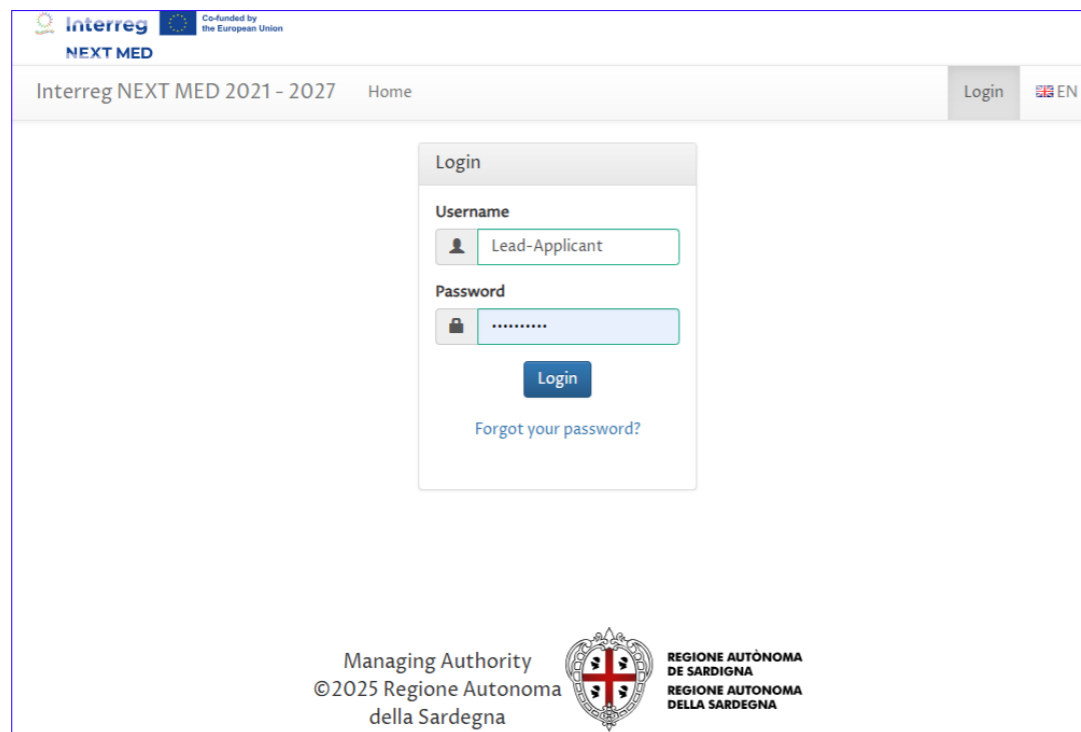 Interreg
Co-funded by
the European Union
NEXT MED
Interreg NEXT MED 2021 - 2027 Home Login EN
Login
Username
Lead-Applicant
Password
••••••••••
Login
Forgot your password?
Managing Authority
©2025 Regione Autonoma
della Sardegna
REGIONE AUTÒNOMA
DE SARDIGNA
REGIONE AUTONOMA
DELLA SARDEGNA